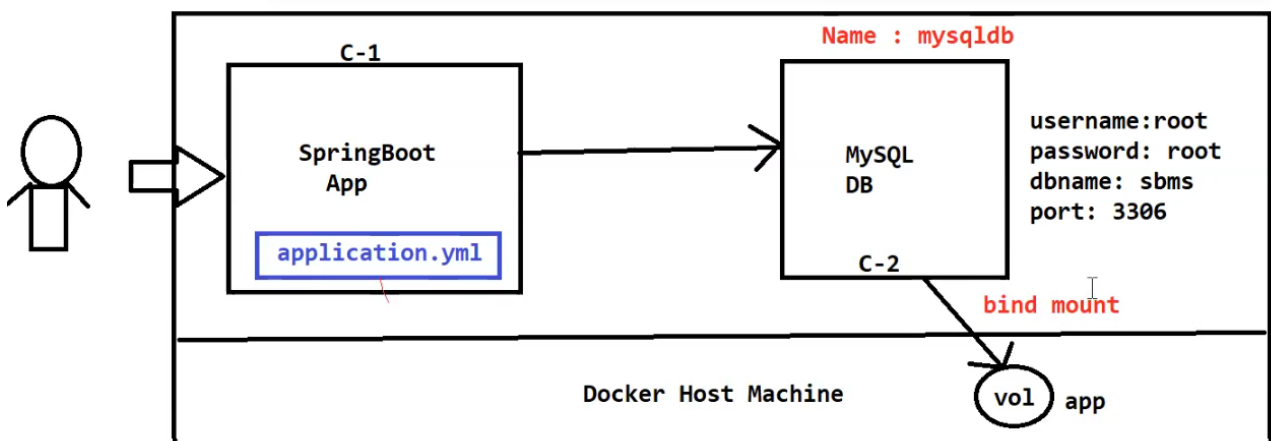 Name : mysqldb
C-1
SpringBoot
App
application.yml
MySQL
DB
C-2
username:root
password: root
dbname: sbms
port: 3306
bind mount
Docker Host Machine
vol
app